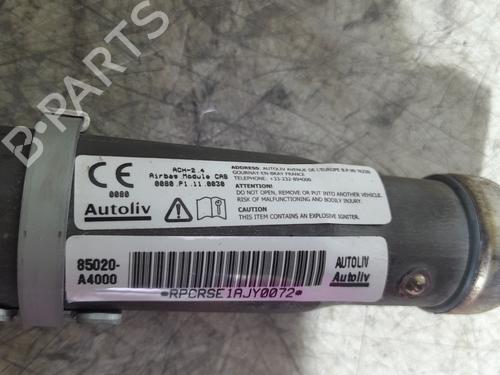 B-PARTS
ACH-2.4
Airbag Module CAB
0080.P1.11.0030
CE
0080
Autoliv
ADDRESS: AUTOLIV AVENUE DE L'EUROPE B.P.90 76220
GOURNAY-EN-BRAY FRANCE
TELEPHONE: +33-232-894000
ATTENTION!
DO NOT OPEN, REMOVE OR PUT INTO ANOTHER VEHICLE.
RISK OF MALFUNCTIONING AND BODILY INJURY.
CAUTION!
THIS ITEM CONTAINS AN EXPLOSIVE IGNITER.
85020-
A4000
AUTOLIV
Autoliv
*RPCRSE1AJY0072*